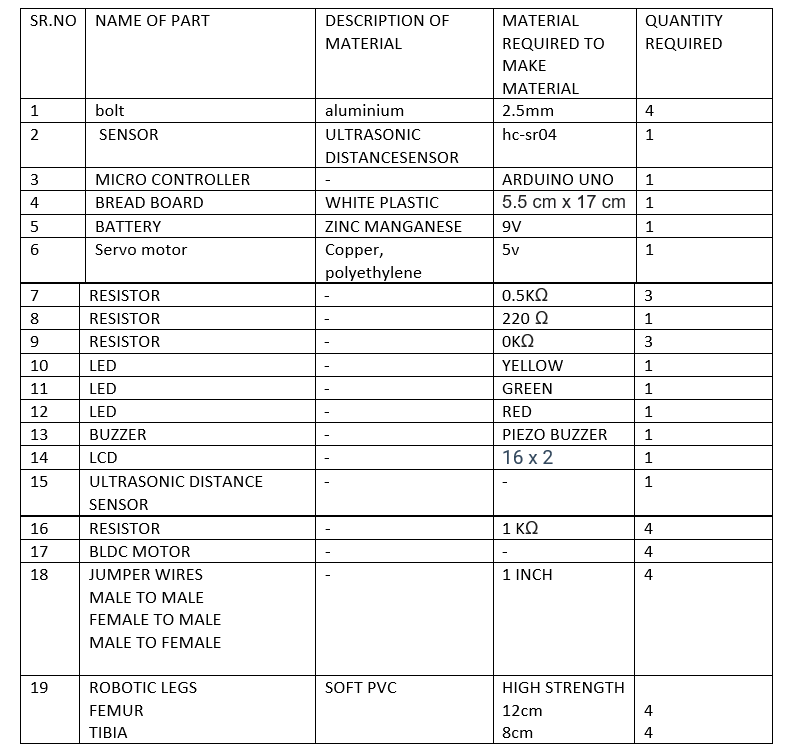 SR.NO NAME OF PART DESCRIPTION OF MATERIAL QUANTITY
MATERIAL REQUIRED TO REQUIRED
MAKE
MATERIAL
1 bolt aluminium 2.5mm 4
2 SENSOR ULTRASONIC hc-sr04 1
DISTANCESENSOR
3 MICRO CONTROLLER - ARDUINO UNO 1
4 BREAD BOARD WHITE PLASTIC 5.5 cm x 17 cm 1
5 BATTERY ZINC MANGANESE 9V 1
6 Servo motor Copper, 5v 1
polyethylene
7 RESISTOR - 0.5KΩ 3
8 RESISTOR - 220 Ω 1
9 RESISTOR - 0KΩ 3
10 LED - YELLOW 1
11 LED - GREEN 1
12 LED - RED 1
13 BUZZER - PIEZO BUZZER 1
14 LCD - 16 x 2 1
15 ULTRASONIC DISTANCE - - 1
SENSOR
16 RESISTOR - 1 KΩ 4
17 BLDC MOTOR - - 4
18 JUMPER WIRES - 1 INCH 4
MALE TO MALE
FEMALE TO MALE
MALE TO FEMALE
19 ROBOTIC LEGS SOFT PVC HIGH STRENGTH
FEMUR 12cm 4
TIBIA 8cm 4